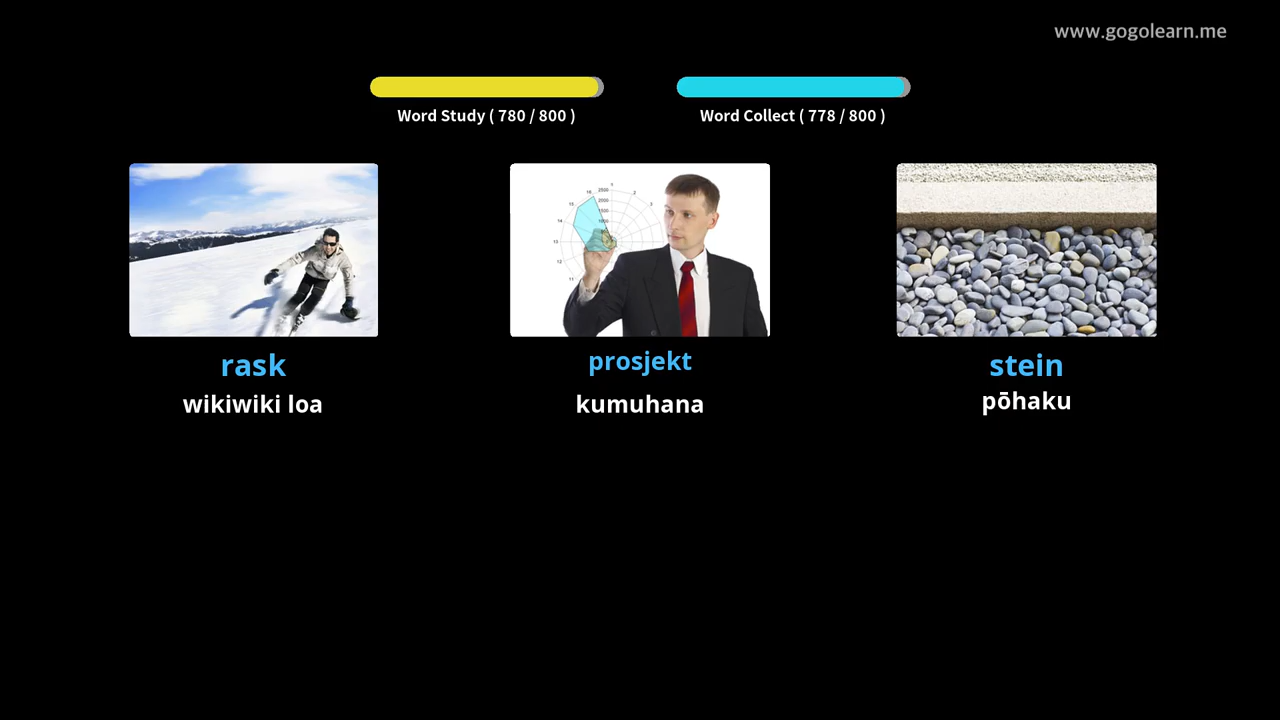 www.gogolearn.me
Word Study ( 780 / 800 )
Word Collect ( 778 / 800 )
rask
prosjekt
stein
wikiwiki loa
kumuhana
pōhaku